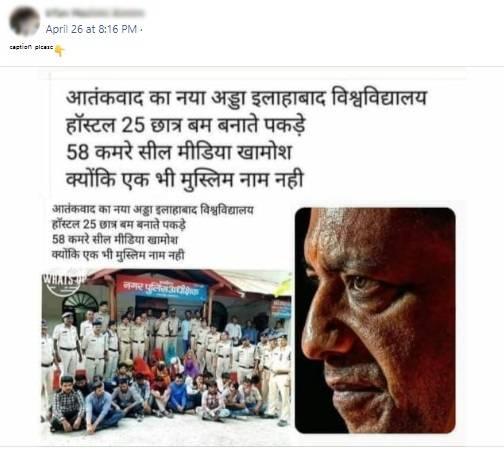 April 26 at 8:16 PM ·
caption please👇
आतंकवाद का नया अड्डा इलाहाबाद विश्वविद्यालय
हॉस्टल 25 छात्र बम बनाते पकड़े
58 कमरे सील मीडिया खामोश
क्योंकि एक भी मुस्लिम नाम नही
आतंकवाद का नया अड्डा इलाहाबाद विश्वविद्यालय
हॉस्टल 25 छात्र बम बनाते पकड़े
58 कमरे सील मीडिया खामोश
क्योंकि एक भी मुस्लिम नाम नही
WHATS UP
नगर पुलिस अधीक्षक